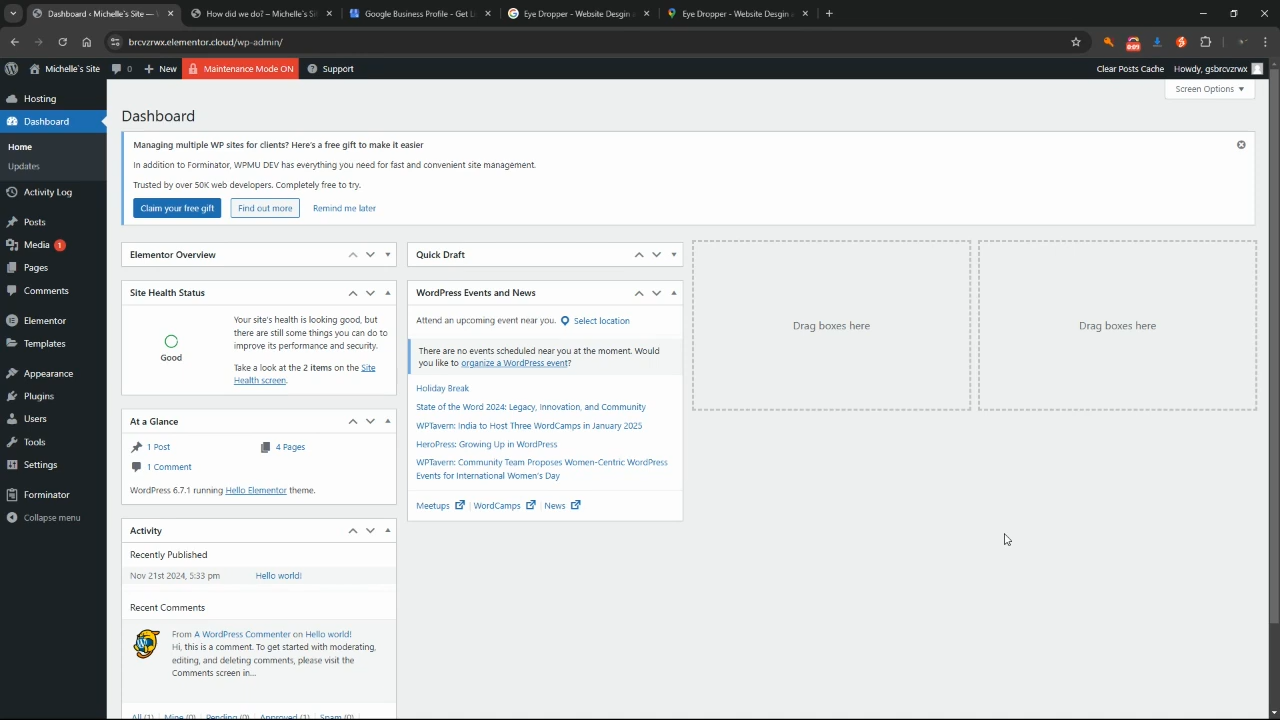 Dashboard ‹ Michelle's Site —
How did we do? – Michelle's Sit
Google Business Profile - Get Li
Eye Dropper - Website Desgin a
Eye Dropper - Website Desgin a
brcvzrwx.elementor.cloud/wp-admin/
Michelle's Site
0
New
Maintenance Mode ON
Support
Clear Posts Cache
Howdy, gsbrcvzrwx
Screen Options
Hosting
Dashboard
Home
Updates
Activity Log
Posts
Media 1
Pages
Comments
Elementor
Templates
Appearance
Plugins
Users
Tools
Settings
Forminator
Collapse menu
Dashboard
Managing multiple WP sites for clients? Here's a free gift to make it easier
In addition to Forminator, WPMU DEV has everything you need for fast and convenient site management.
Trusted by over 50K web developers. Completely free to try.
Claim your free gift
Find out more
Remind me later
Elementor Overview
Site Health Status
Good
Your site's health is looking good, but
there are still some things you can do to
improve its performance and security.
Take a look at the 2 items on the Site
Health screen.
At a Glance
1 Post
4 Pages
1 Comment
WordPress 6.7.1 running Hello Elementor theme.
Activity
Recently Published
Nov 21st 2024, 5:33 pm
Hello world!
Recent Comments
From A WordPress Commenter on Hello world!
Hi, this is a comment. To get started with moderating,
editing, and deleting comments, please visit the
Comments screen in...
All (1) | Mine (0) | Pending (0) | Approved (1) | Spam (0) |
Quick Draft
WordPress Events and News
Attend an upcoming event near you.
Select location
There are no events scheduled near you at the moment. Would
you like to organize a WordPress event?
Holiday Break
State of the Word 2024: Legacy, Innovation, and Community
WPTavern: India to Host Three WordCamps in January 2025
HeroPress: Growing Up in WordPress
WPTavern: Community Team Proposes Women-Centric WordPress
Events for International Women's Day
Meetups | WordCamps | News
Drag boxes here
Drag boxes here